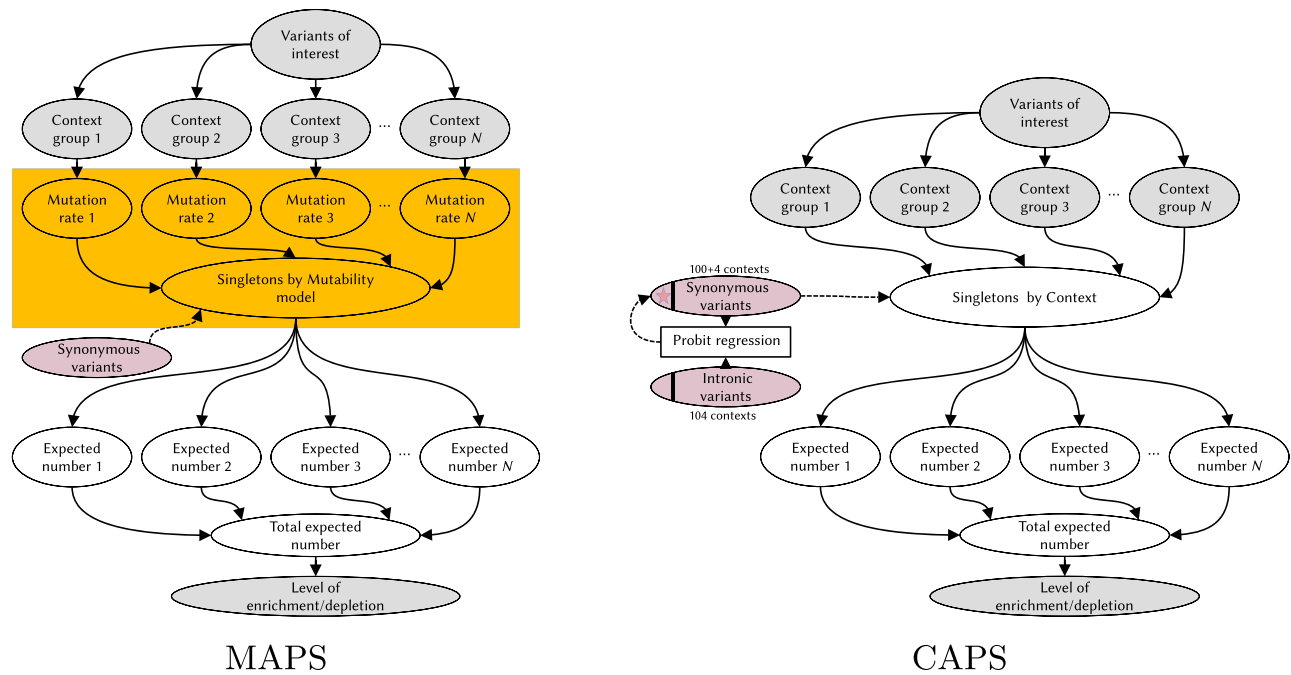 Variants of
interest
Context
group 1
Context
group 2
Context
group 3
...
Context
group N
Mutation
rate 1
Mutation
rate 2
Mutation
rate 3
...
Mutation
rate N
Singletons by Mutability
model
Synonymous
variants
Expected
number 1
Expected
number 2
Expected
number 3
...
Expected
number N
Total expected
number
Level of
enrichment/depletion
MAPS
Variants of
interest
Context
group 1
Context
group 2
Context
group 3
...
Context
group N
100+4 contexts
Synonymous
variants
Singletons by Context
Probit regression
Intronic
variants
104 contexts
Expected
number 1
Expected
number 2
Expected
number 3
...
Expected
number N
Total expected
number
Level of
enrichment/depletion
CAPS